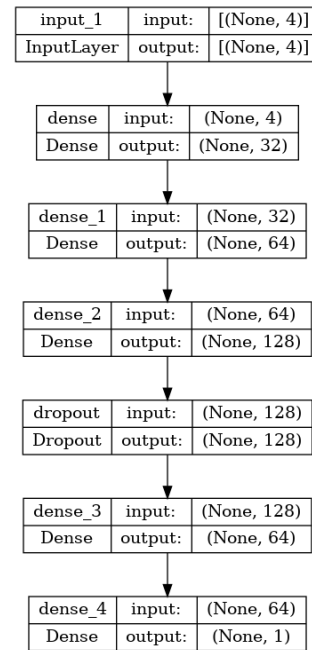 input_1 input: [(None, 4)]
InputLayer output: [(None, 4)]
dense input: (None, 4)
Dense output: (None, 32)
dense_1 input: (None, 32)
Dense output: (None, 64)
dense_2 input: (None, 64)
Dense output: (None, 128)
dropout input: (None, 128)
Dropout output: (None, 128)
dense_3 input: (None, 128)
Dense output: (None, 64)
dense_4 input: (None, 64)
Dense output: (None, 1)